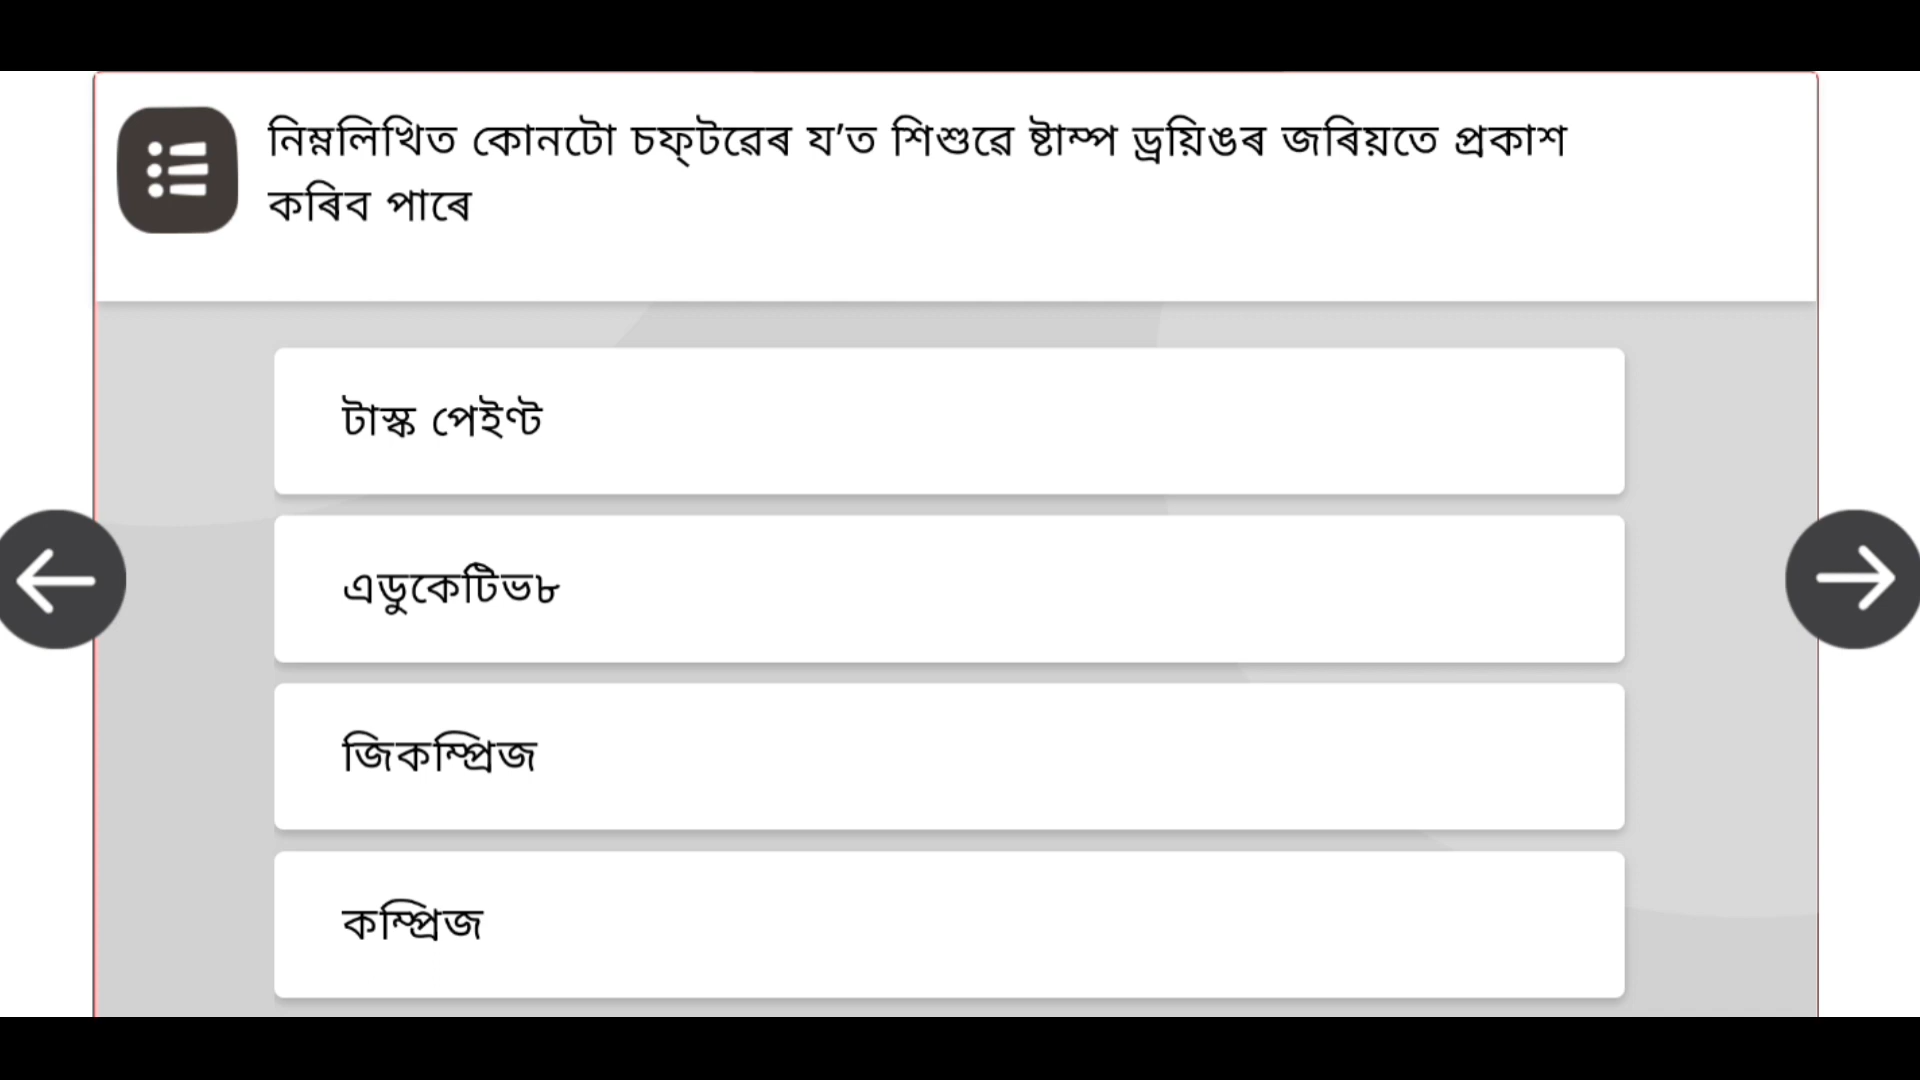 নিম্নলিখিত কোনটো চফ্‌টৱেৰ য’ত শিশুৱে ষ্টাম্প ড্ৰয়িঙৰ জৰিয়তে প্ৰকাশ
কৰিব পাৰে
টাস্ক পেইণ্ট
এডুকেটিভ৮
জিকম্প্ৰিজ
কম্প্ৰিজ